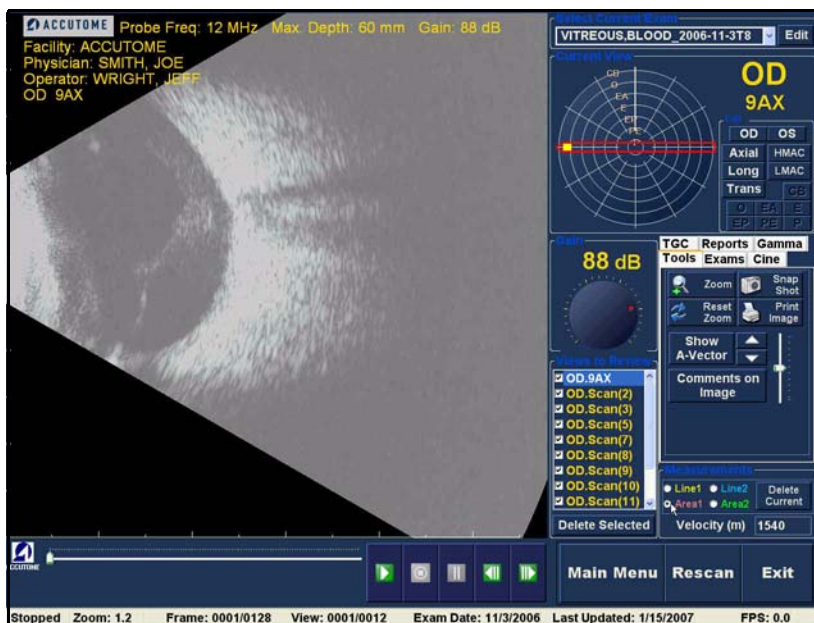 ACCUTOME Probe Freq: 12 MHz Max. Depth: 60 mm Gain: 88 dB
Facility: ACCUTOME
Physician: SMITH, JOE
Operator: WRIGHT, JEFF
OD 9AX
Select Current Exam
VITREOUS,BLOOD_2006-11-3T8 Edit
Current View
CB
O
EA
E
EP
PE
P
OD
9AX
OD OS
Axial HMAC
Long LMAC
Trans CB
O EA E
EP PE P
Gain
88 dB
TGC Reports Gamma
Tools Exams Cine
Zoom Snap Shot
Reset Zoom Print Image
Show A-Vector
Comments on Image
Views to Review
OD.9AX
OD.Scan(2)
OD.Scan(3)
OD.Scan(5)
OD.Scan(7)
OD.Scan(8)
OD.Scan(9)
OD.Scan(10)
OD.Scan(11)
Delete Selected
Measurements
Line1 Line2 Delete Current
Area1 Area2
Velocity (m) 1540
ACCUTOME
Main Menu Rescan Exit
Stopped Zoom: 1.2 Frame: 0001/0128 View: 0001/0012 Exam Date: 11/3/2006 Last Updated: 1/15/2007 FPS: 0.0